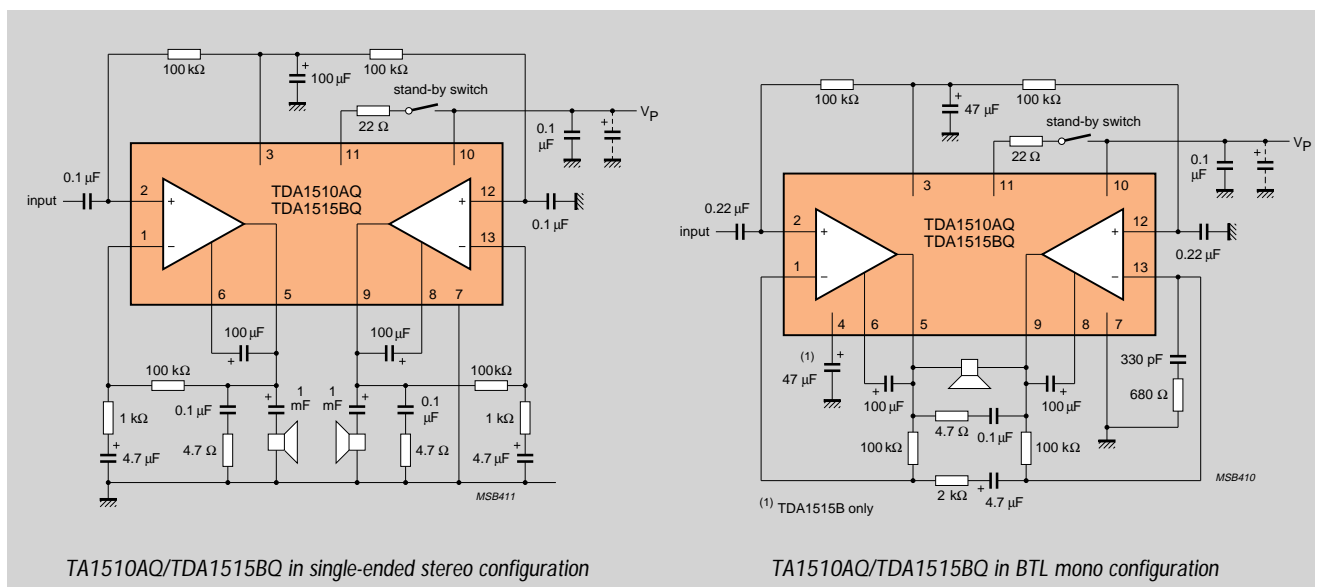 100 kΩ
100 kΩ
+
100 µF
stand-by switch
VP
22 Ω
0.1 µF
+
3
11
10
0.1 µF
TDA1510AQ
TDA1515BQ
input
2
+
12
+
1
−
13
−
0.1 µF
6
5
9
8
7
100 µF
+
100 µF
+
100 kΩ
100kΩ
0.1 µF
+
1 mF
1 mF
+
0.1 µF
1 kΩ
1 kΩ
+
4.7 µF
4.7 Ω
4.7 Ω
4.7 µF
+
MSB411
TA1510AQ/TDA1515BQ in single-ended stereo configuration
100 kΩ
100 kΩ
+
47 µF
stand-by switch
VP
22 Ω
0.1 µF
+
3
11
10
0.22 µF
TDA1510AQ
TDA1515BQ
input
2
+
12
+
1
−
13
−
0.22 µF
4
6
5
9
8
7
(1)
+
47 µF
330 pF
+
100 µF
+
100 µF
680 Ω
4.7 Ω
0.1 µF
100 kΩ
100 kΩ
2 kΩ
+
4.7 µF
MSB410
(1) TDA1515B only
TA1510AQ/TDA1515BQ in BTL mono configuration